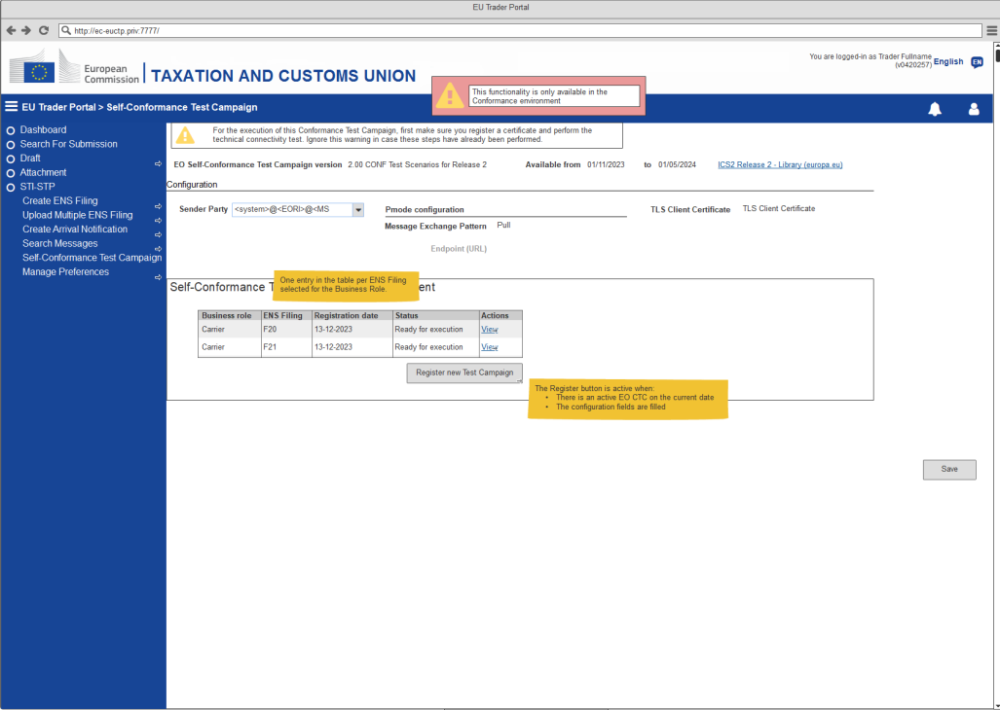 EU Trader Portal
http://ec-euctp.priv:7777/
European
Commission
TAXATION AND CUSTOMS UNION
You are logged-in as Trader Fullname
(v0420257)
English
EN
This functionality is only available in the
Conformance environment
EU Trader Portal > Self-Conformance Test Campaign
Dashboard
Search For Submission
Draft
Attachment
STI-STP
Create ENS Filing
Upload Multiple ENS Filing
Create Arrival Notification
Search Messages
Self-Conformance Test Campaign
Manage Preferences
For the execution of this Conformance Test Campaign, first make sure you register a certificate and perform the
technical connectivity test. Ignore this warning in case these steps have already been performed.
EO Self-Conformance Test Campaign version 2.00 CONF Test Scenarios for Release 2 Available from 01/11/2023 to 01/05/2024 ICS2 Release 2 - Library (europa.eu)
Configuration
Sender Party <system>@<EORI>@<MS Pmode configuration TLS Client Certificate TLS Client Certificate
Message Exchange Pattern Pull
Endpoint (URL)
One entry in the table per ENS Filing
selected for the Business Role.
Self-Conformance T ent
Business role ENS Filing Registration date Status Actions
Carrier F20 13-12-2023 Ready for execution View
Carrier F21 13-12-2023 Ready for execution View
Register new Test Campaign
The Register button is active when:
• There is an active EO CTC on the current date
• The configuration fields are filled
Save